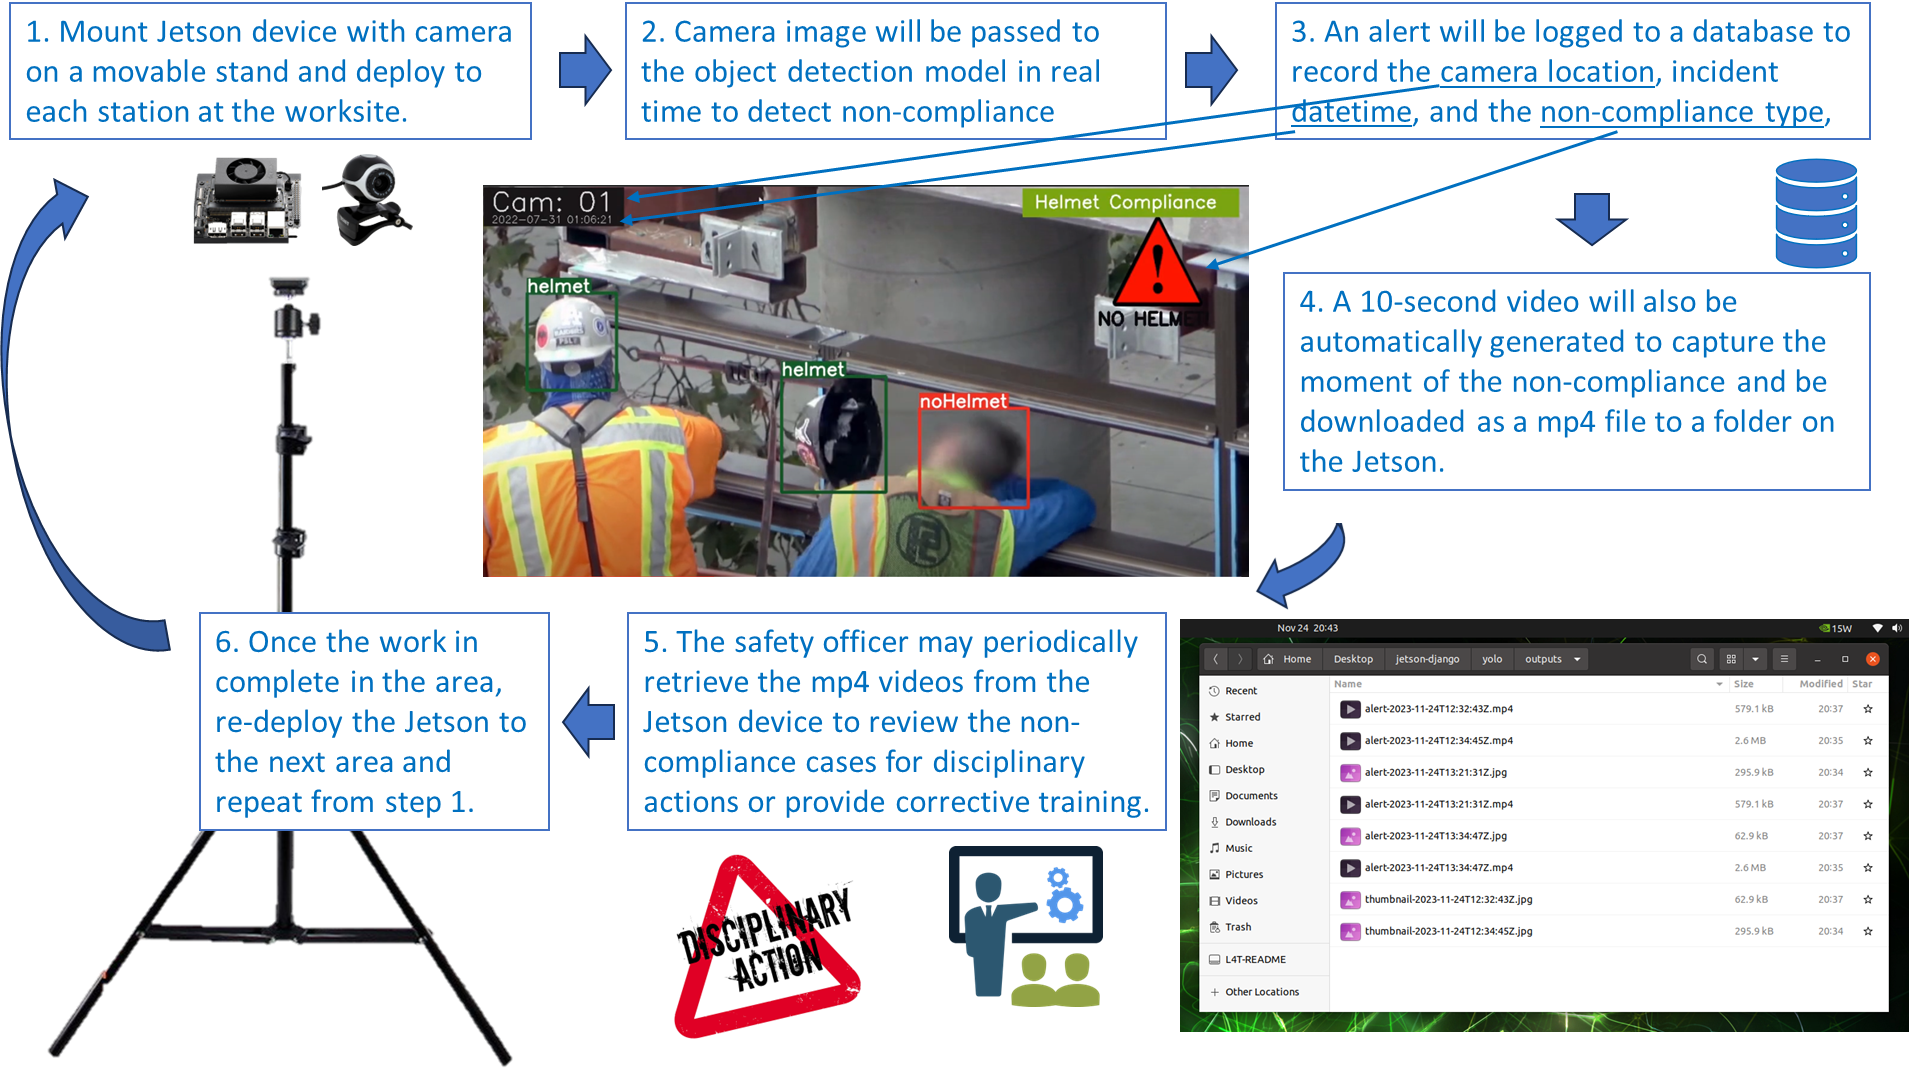 1. Mount Jetson device with camera
on a movable stand and deploy to
each station at the worksite.
2. Camera image will be passed to
the object detection model in real
time to detect non-compliance
3. An alert will be logged to a database to
record the camera location, incident
datetime, and the non-compliance type,
Cam: 01
2022-07-31 01:06:21
Helmet Compliance
NO HELMET
helmet
helmet
noHelmet
4. A 10-second video will also be
automatically generated to capture the
moment of the non-compliance and be
downloaded as a mp4 file to a folder on
the Jetson.
6. Once the work in
complete in the area,
re-deploy the Jetson to
the next area and
repeat from step 1.
5. The safety officer may periodically
retrieve the mp4 videos from the
Jetson device to review the non-
compliance cases for disciplinary
actions or provide corrective training.
DISCIPLINARY
ACTION
Nov 24 20:43
15W
Home Desktop jetson-django yolo outputs
Name Size Modified Star
Recent
Starred
Home
Desktop
Documents
Downloads
Music
Pictures
Videos
Trash
L4T-README
Other Locations
alert-2023-11-24T12:32:43Z.mp4 579.1 kB 20:37
alert-2023-11-24T12:34:45Z.mp4 2.6 MB 20:35
alert-2023-11-24T13:21:31Z.jpg 295.9 kB 20:34
alert-2023-11-24T13:21:31Z.mp4 579.1 kB 20:37
alert-2023-11-24T13:34:47Z.jpg 62.9 kB 20:37
alert-2023-11-24T13:34:47Z.mp4 2.6 MB 20:35
thumbnail-2023-11-24T12:32:43Z.jpg 62.9 kB 20:37
thumbnail-2023-11-24T12:34:45Z.jpg 295.9 kB 20:34